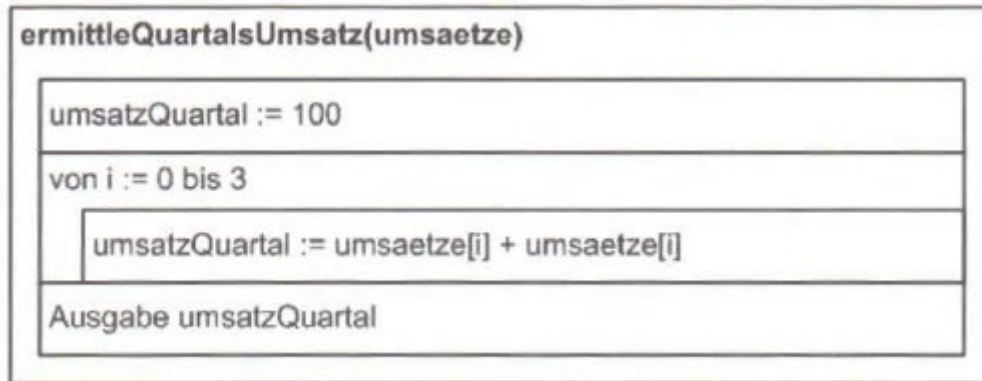 ermittleQuartalsUmsatz(umsaetze)
umsatzQuartal := 100
von i := 0 bis 3
umsatzQuartal := umsaetze[i] + umsaetze[i]
Ausgabe umsatzQuartal